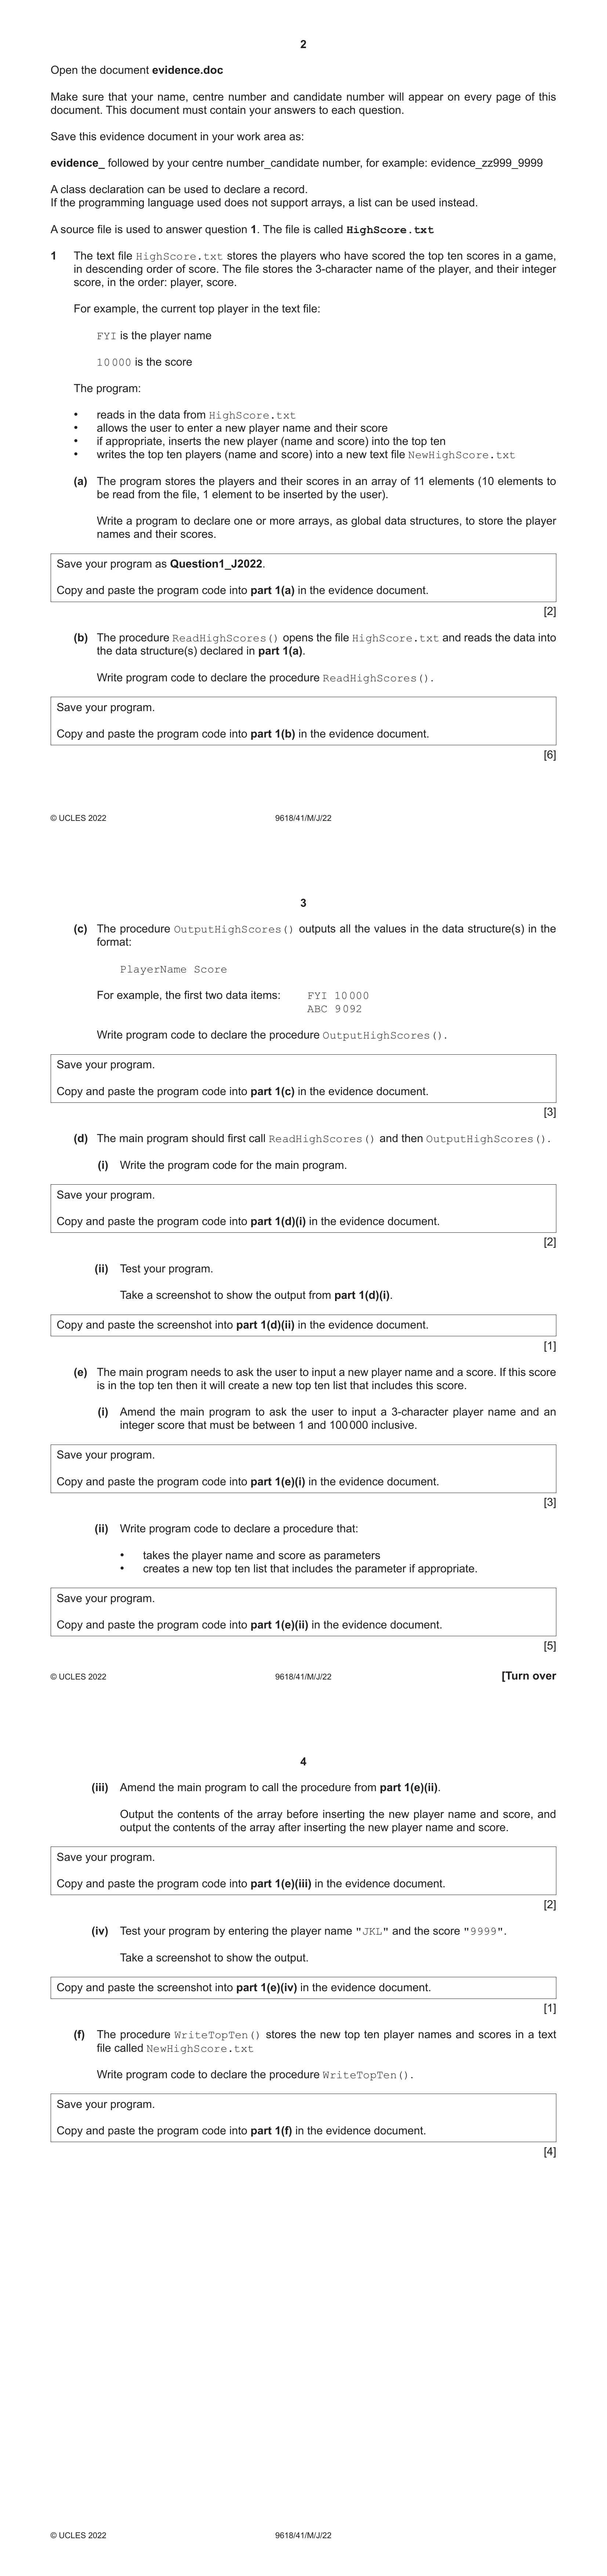 2
Open the document evidence.doc
Make sure that your name, centre number and candidate number will appear on every page of this
document. This document must contain your answers to each question.
Save this evidence document in your work area as:
evidence_ followed by your centre number_candidate number, for example: evidence_zz999_9999
A class declaration can be used to declare a record.
If the programming language used does not support arrays, a list can be used instead.
A source file is used to answer question 1. The file is called HighScore.txt
1 The text file HighScore.txt stores the players who have scored the top ten scores in a game,
in descending order of score. The file stores the 3-character name of the player, and their integer
score, in the order: player, score.
For example, the current top player in the text file:
FYI is the player name
10000 is the score
The program:
• reads in the data from HighScore.txt
• allows the user to enter a new player name and their score
• if appropriate, inserts the new player (name and score) into the top ten
• writes the top ten players (name and score) into a new text file NewHighScore.txt
(a) The program stores the players and their scores in an array of 11 elements (10 elements to
be read from the file, 1 element to be inserted by the user).
Write a program to declare one or more arrays, as global data structures, to store the player
names and their scores.
Save your program as Question1_J2022.
Copy and paste the program code into part 1(a) in the evidence document.
[2]
(b) The procedure ReadHighScores() opens the file HighScore.txt and reads the data into
the data structure(s) declared in part 1(a).
Write program code to declare the procedure ReadHighScores().
Save your program.
Copy and paste the program code into part 1(b) in the evidence document.
[6]
© UCLES 2022 9618/41/M/J/22
3
(c) The procedure OutputHighScores() outputs all the values in the data structure(s) in the
format:
PlayerName Score
For example, the first two data items: FYI 10000
ABC 9092
Write program code to declare the procedure OutputHighScores().
Save your program.
Copy and paste the program code into part 1(c) in the evidence document.
[3]
(d) The main program should first call ReadHighScores() and then OutputHighScores().
(i) Write the program code for the main program.
Save your program.
Copy and paste the program code into part 1(d)(i) in the evidence document.
[2]
(ii) Test your program.
Take a screenshot to show the output from part 1(d)(i).
Copy and paste the screenshot into part 1(d)(ii) in the evidence document.
[1]
(e) The main program needs to ask the user to input a new player name and a score. If this score
is in the top ten then it will create a new top ten list that includes this score.
(i) Amend the main program to ask the user to input a 3-character player name and an
integer score that must be between 1 and 100000 inclusive.
Save your program.
Copy and paste the program code into part 1(e)(i) in the evidence document.
[3]
(ii) Write program code to declare a procedure that:
• takes the player name and score as parameters
• creates a new top ten list that includes the parameter if appropriate.
Save your program.
Copy and paste the program code into part 1(e)(ii) in the evidence document.
[5]
© UCLES 2022 9618/41/M/J/22 [Turn over
4
(iii) Amend the main program to call the procedure from part 1(e)(ii).
Output the contents of the array before inserting the new player name and score, and
output the contents of the array after inserting the new player name and score.
Save your program.
Copy and paste the program code into part 1(e)(iii) in the evidence document.
[2]
(iv) Test your program by entering the player name "JKL" and the score "9999".
Take a screenshot to show the output.
Copy and paste the screenshot into part 1(e)(iv) in the evidence document.
[1]
(f) The procedure WriteTopTen() stores the new top ten player names and scores in a text
file called NewHighScore.txt
Write program code to declare the procedure WriteTopTen().
Save your program.
Copy and paste the program code into part 1(f) in the evidence document.
[4]
© UCLES 2022 9618/41/M/J/22